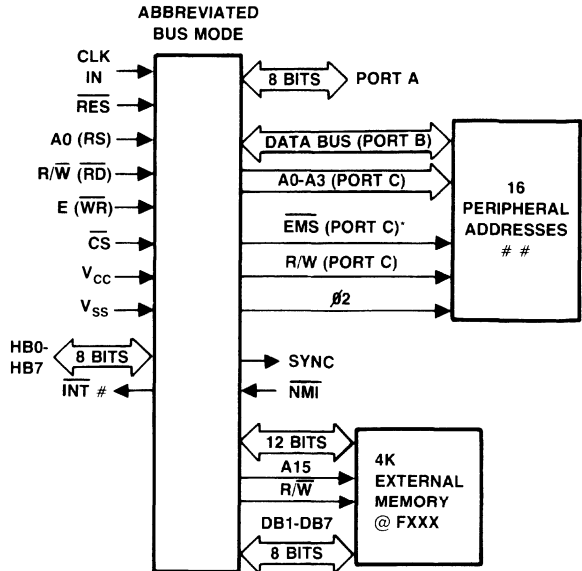 ABBREVIATED
BUS MODE
CLK
IN
RES
A0 (RS)
R/W (RD)
E (WR)
CS
VCC
VSS
HB0-
HB7
8 BITS
INT #
8 BITS
PORT A
DATA BUS (PORT B)
A0-A3 (PORT C)
EMS (PORT C)*
R/W (PORT C)
Ø2
16
PERIPHERAL
ADDRESSES
# #
SYNC
NMI
12 BITS
A15
R/W
DB1-DB7
8 BITS
4K
EXTERNAL
MEMORY
@ FXXX